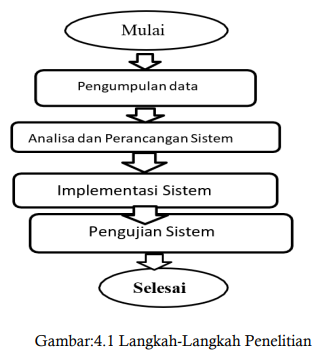 Mulai
Pengumpulan data
Analisa dan Perancangan Sistem
Implementasi Sistem
Pengujian Sistem
Selesai
Gambar:4.1 Langkah-Langkah Penelitian